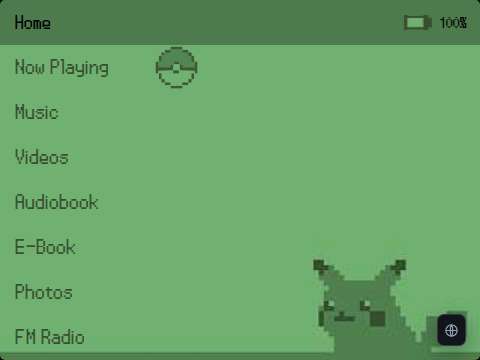 Home 100%
Now Playing
Music
Videos
Audiobook
E-Book
Photos
FM Radio